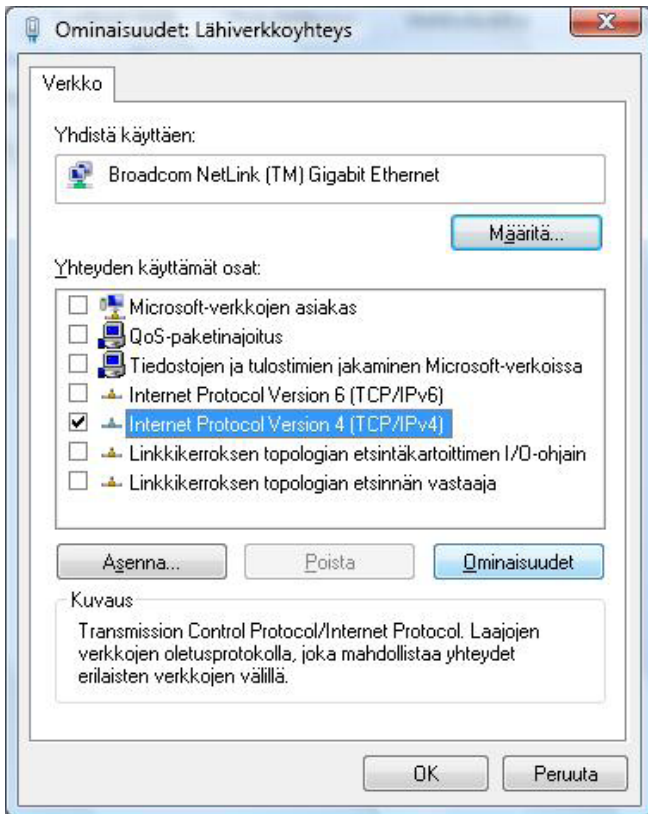 Ominaisuudet: Lähiverkkoyhteys
Verkko
Yhdistä käyttäen:
Broadcom NetLink (TM) Gigabit Ethernet
Määritä...
Yhteyden käyttämät osat:
Microsoft-verkkojen asiakas
QoS-paketinajoitus
Tiedostojen ja tulostimien jakaminen Microsoft-verkoissa
Internet Protocol Version 6 (TCP/IPv6)
Internet Protocol Version 4 (TCP/IPv4)
Linkkikerroksen topologian etsintäkartoittimen I/O-ohjain
Linkkikerroksen topologian etsinnän vastaaja
Asenna... Poista Ominaisuudet
Kuvaus
Transmission Control Protocol/Internet Protocol. Laajojen
verkkojen oletusprotokolla, joka mahdollistaa yhteydet
erilaisten verkkojen välillä.
OK Peruuta